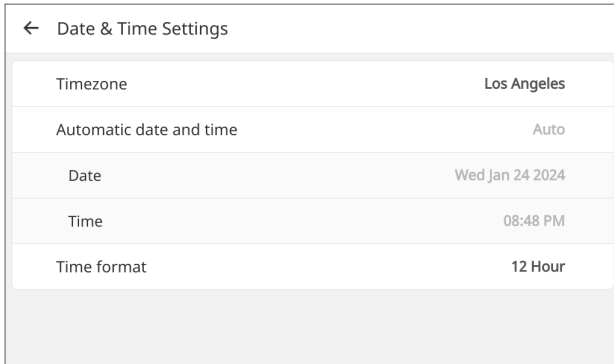 Date & Time Settings
Timezone Los Angeles
Automatic date and time Auto
Date Wed Jan 24 2024
Time 08:48 PM
Time format 12 Hour